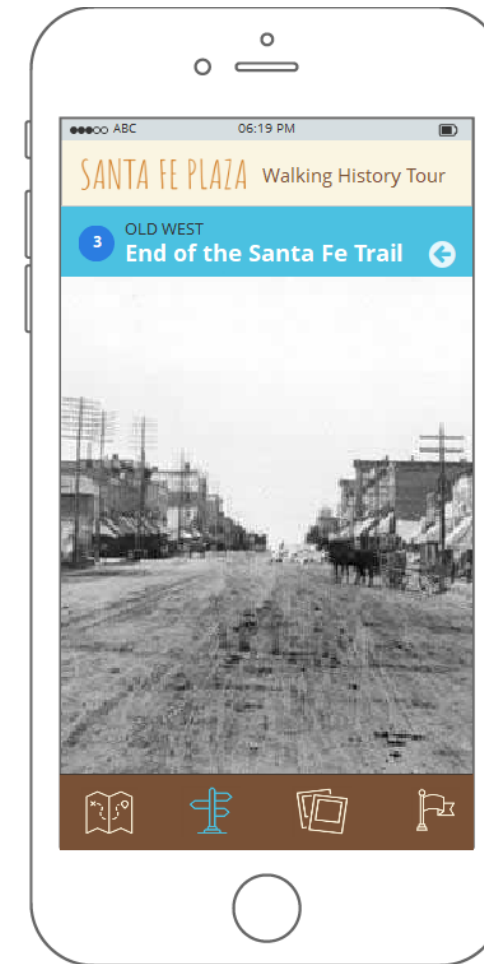 ABC 06:19 PM
SANTA FE PLAZA Walking History Tour
OLD WEST
3
End of the Santa Fe Trail